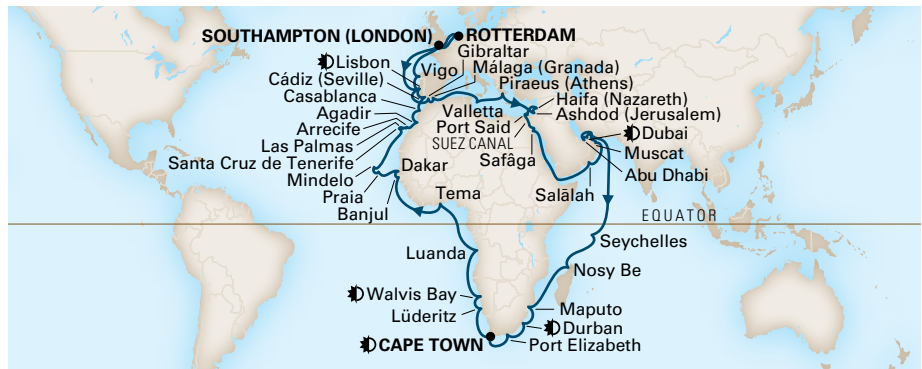 SOUTHAMPTON (LONDON)
ROTTERDAM
Gibraltar
Lisbon
Vigo
Málaga (Granada)
Cádiz (Seville)
Piraeus (Athens)
Casablanca
Haifa (Nazareth)
Agadir
Valletta
Ashdod (Jerusalem)
Arrecife
Port Said
Dubai
Las Palmas
SUEZ CANAL
Muscat
Santa Cruz de Tenerife
Dakar
Safâga
Abu Dhabi
Mindelo
Praia
Tema
Salālah
Banjul
EQUATOR
Luanda
Seychelles
Nosy Be
Walvis Bay
Lüderitz
Maputo
Durban
CAPE TOWN
Port Elizabeth